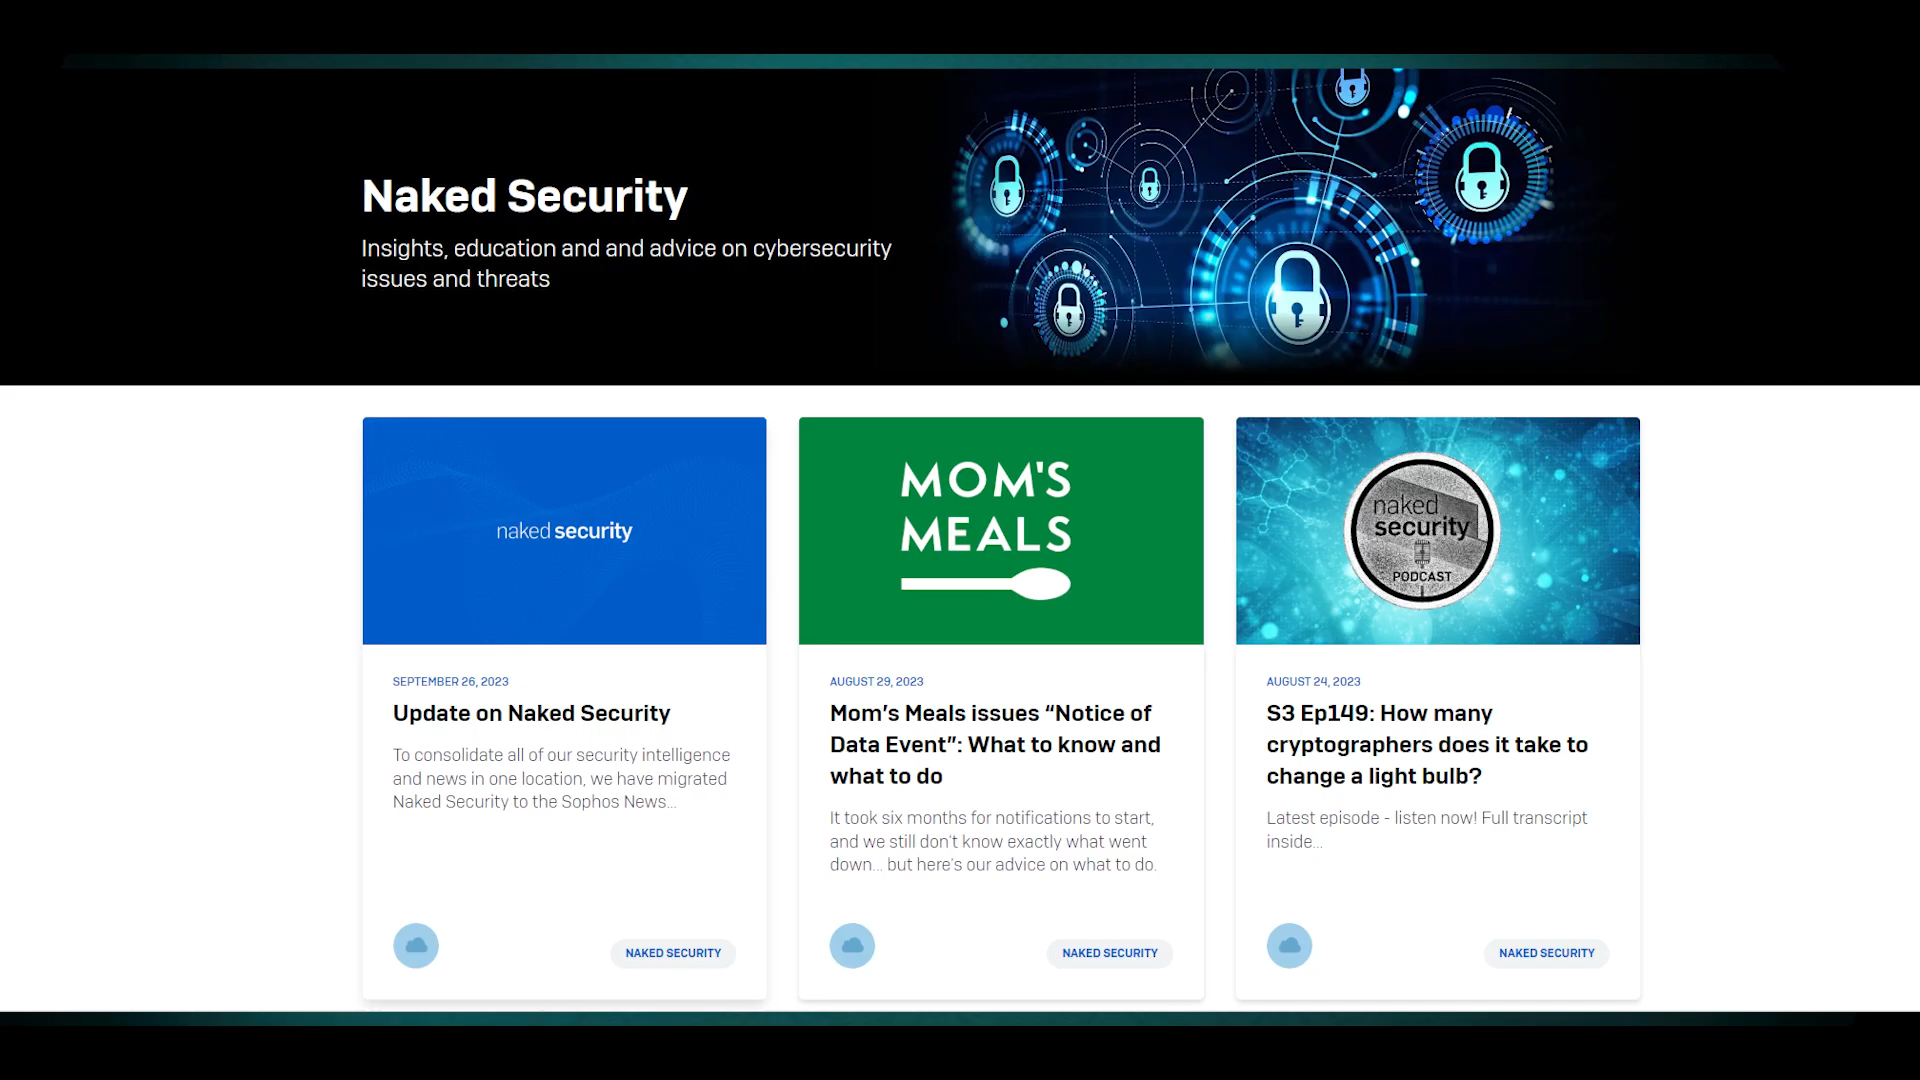 Naked Security
Insights, education and and advice on cybersecurity
issues and threats
naked security
SEPTEMBER 26, 2023
Update on Naked Security
To consolidate all of our security intelligence
and news in one location, we have migrated
Naked Security to the Sophos News...
NAKED SECURITY
MOM'S
MEALS
AUGUST 29, 2023
Mom's Meals issues “Notice of
Data Event”: What to know and
what to do
It took six months for notifications to start,
and we still don't know exactly what went
down... but here's our advice on what to do.
NAKED SECURITY
naked
security
PODCAST
AUGUST 24, 2023
S3 Ep149: How many
cryptographers does it take to
change a light bulb?
Latest episode - listen now! Full transcript
inside...
NAKED SECURITY